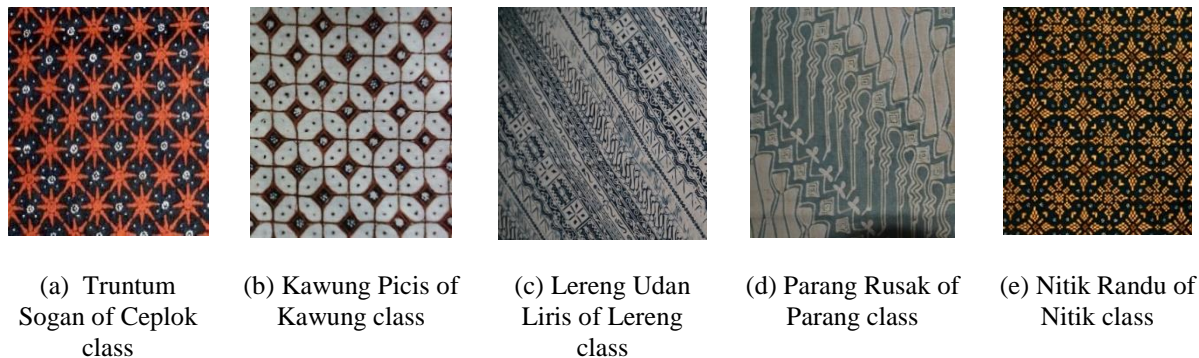 (a) Truntum
Sogan of Ceplok
class
(b) Kawung Picis of
Kawung class
(c) Lereng Udan
Liris of Lereng
class
(d) Parang Rusak of
Parang class
(e) Nitik Randu of
Nitik class